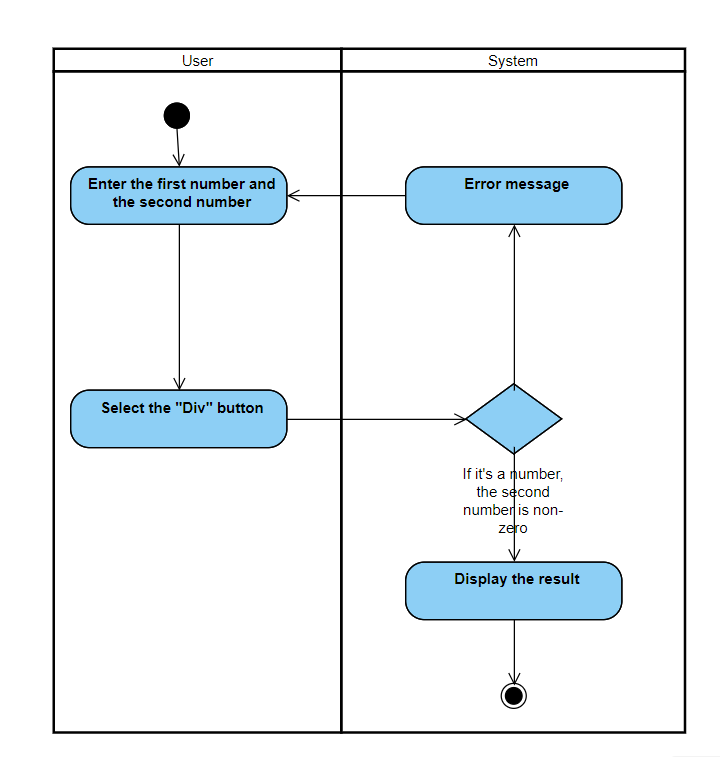 User
System
Enter the first number and
the second number
Error message
Select the "Div" button
If it's a number,
the second
number is non-
zero
Display the result